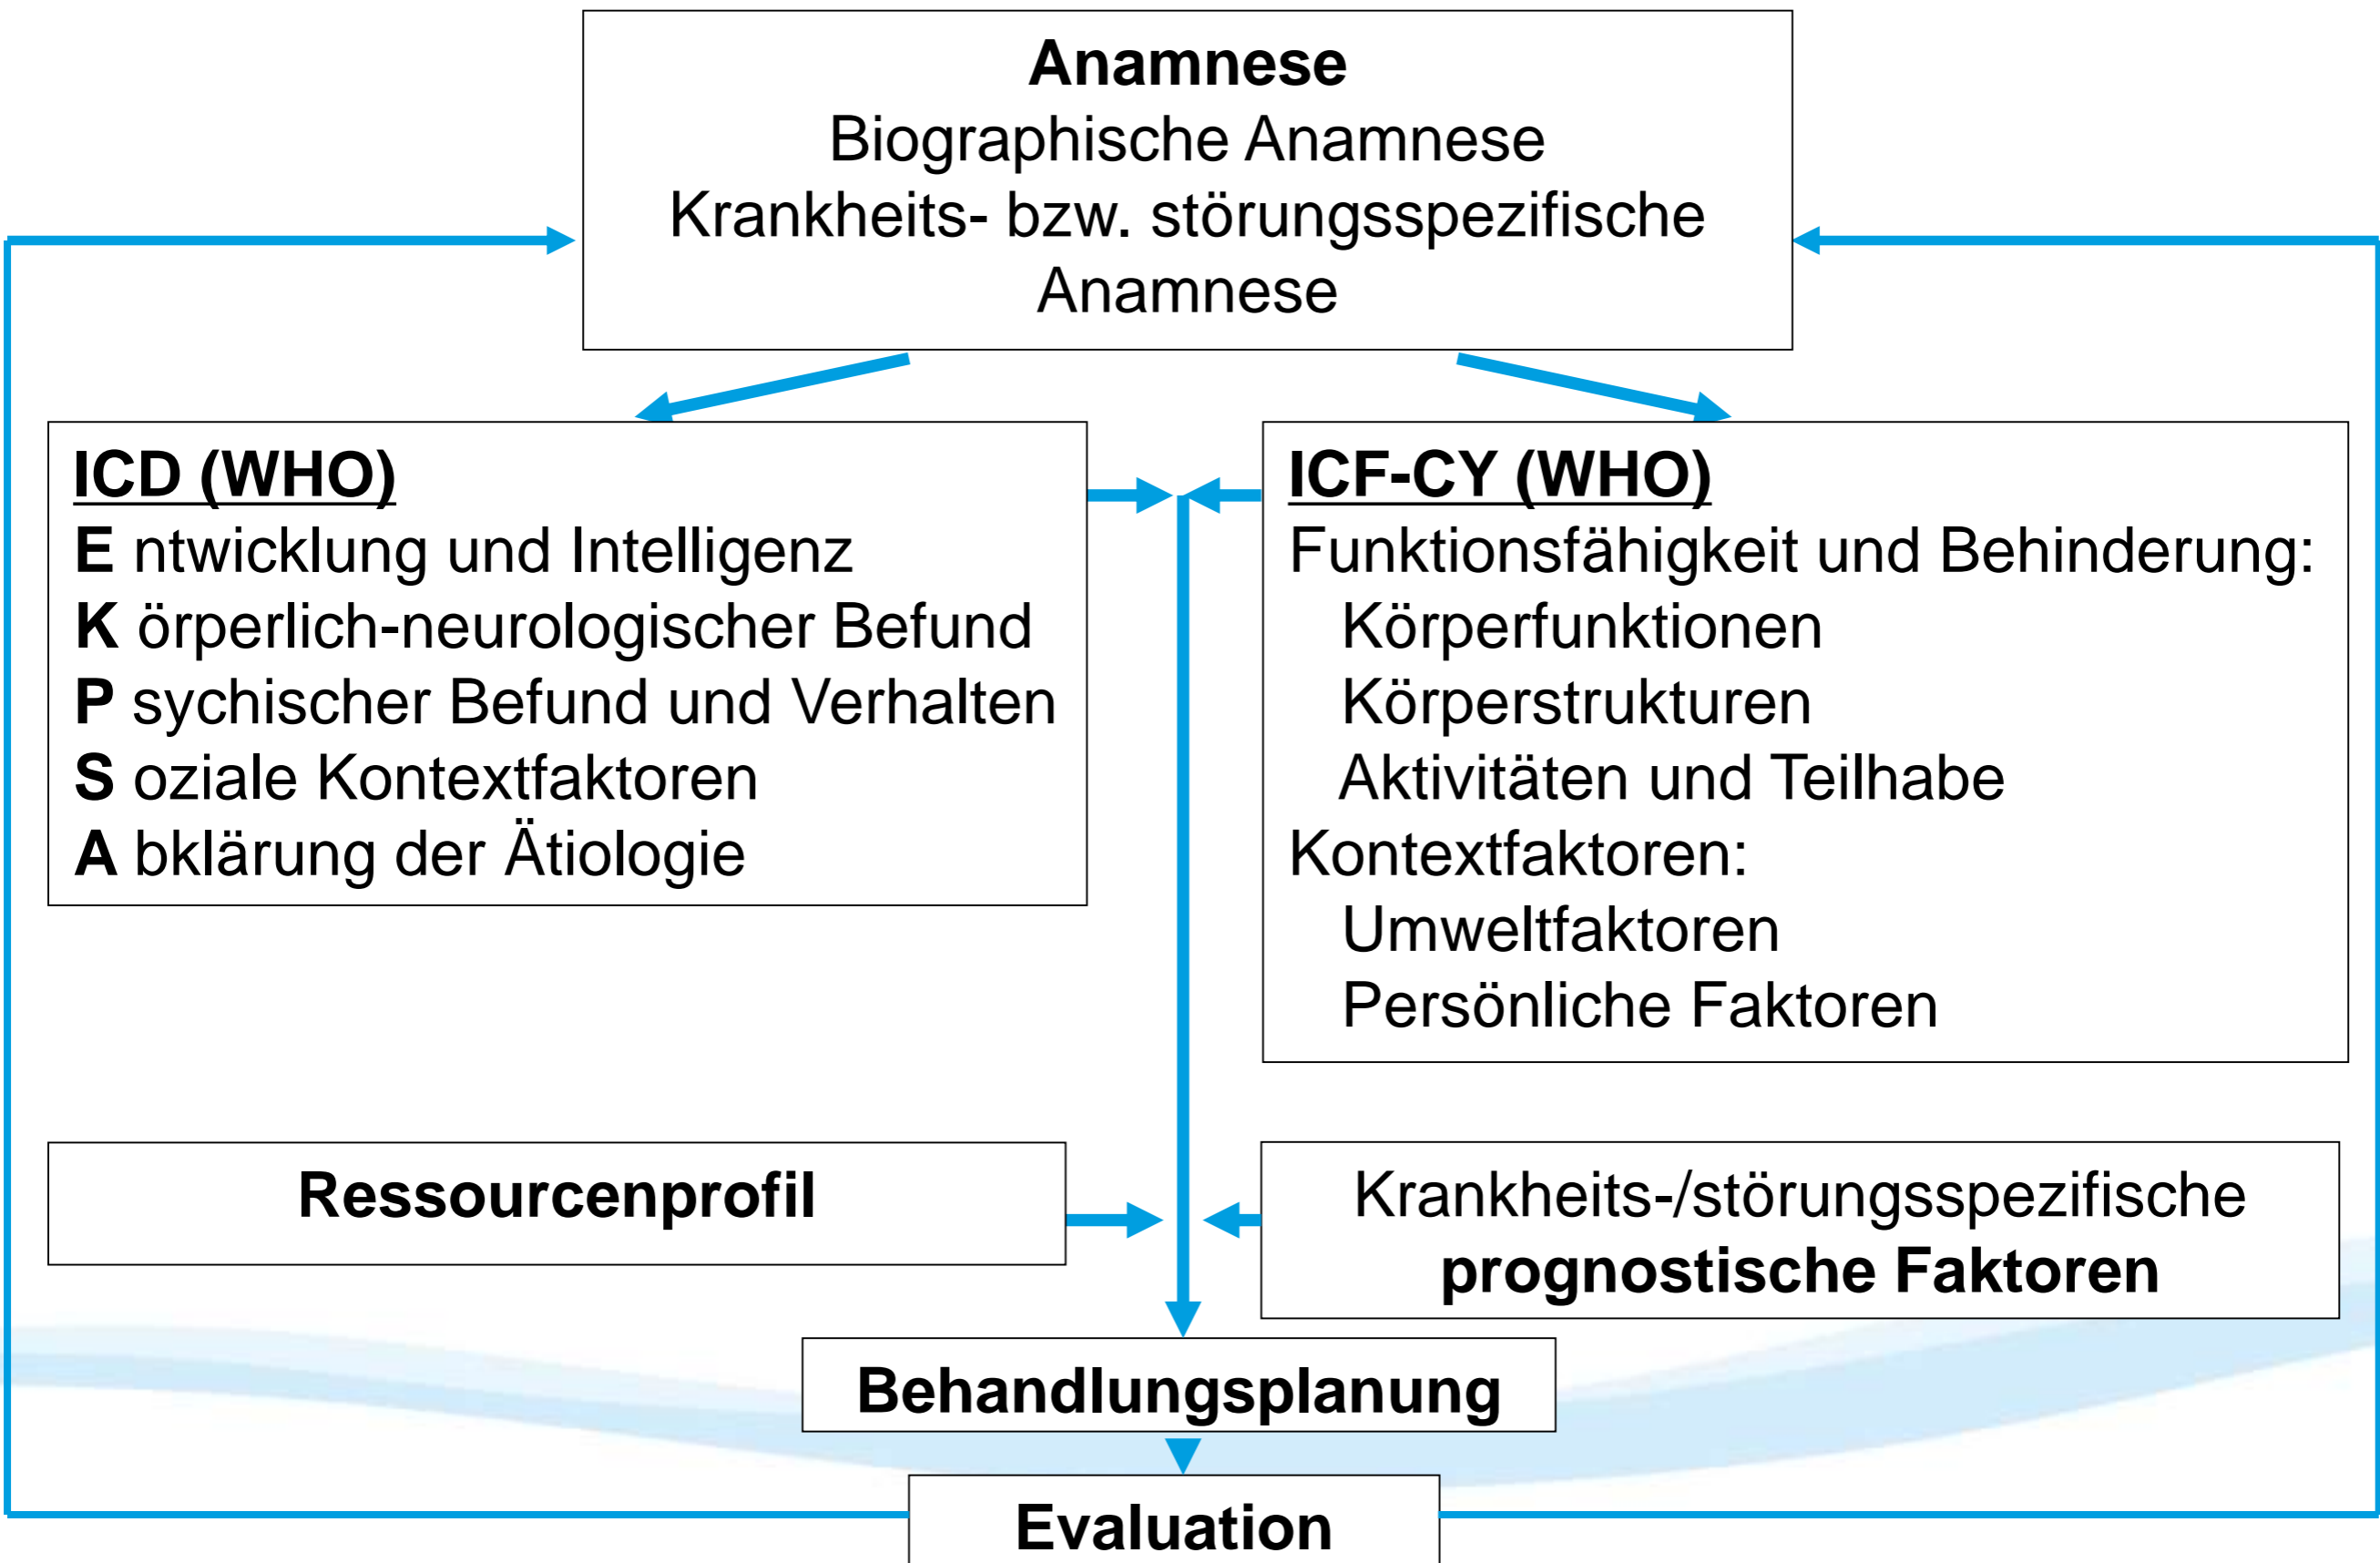 Anamnese
Biographische Anamnese
Krankheits- bzw. störungsspezifische
Anamnese
ICD (WHO)
E ntwicklung und Intelligenz
K örperlich-neurologischer Befund
P sychischer Befund und Verhalten
S oziale Kontextfaktoren
A bklärung der Ätiologie
ICF-CY (WHO)
Funktionsfähigkeit und Behinderung:
Körperfunktionen
Körperstrukturen
Aktivitäten und Teilhabe
Kontextfaktoren:
Umweltfaktoren
Persönliche Faktoren
Ressourcenprofil
Krankheits-/störungsspezifische
prognostische Faktoren
Behandlungsplanung
Evaluation